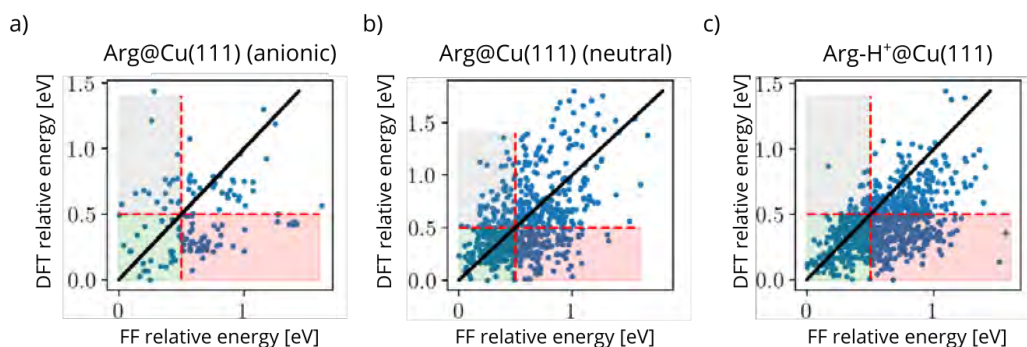 a)
Arg@Cu(111) (anionic)
DFT relative energy [eV]
1.5
1.0
0.5
0.0
0
1
FF relative energy [eV]
b)
Arg@Cu(111) (neutral)
DFT relative energy [eV]
1.5
1.0
0.5
0.0
0
1
FF relative energy [eV]
c)
Arg-H⁺@Cu(111)
DFT relative energy [eV]
1.5
1.0
0.5
0.0
0
1
FF relative energy [eV]